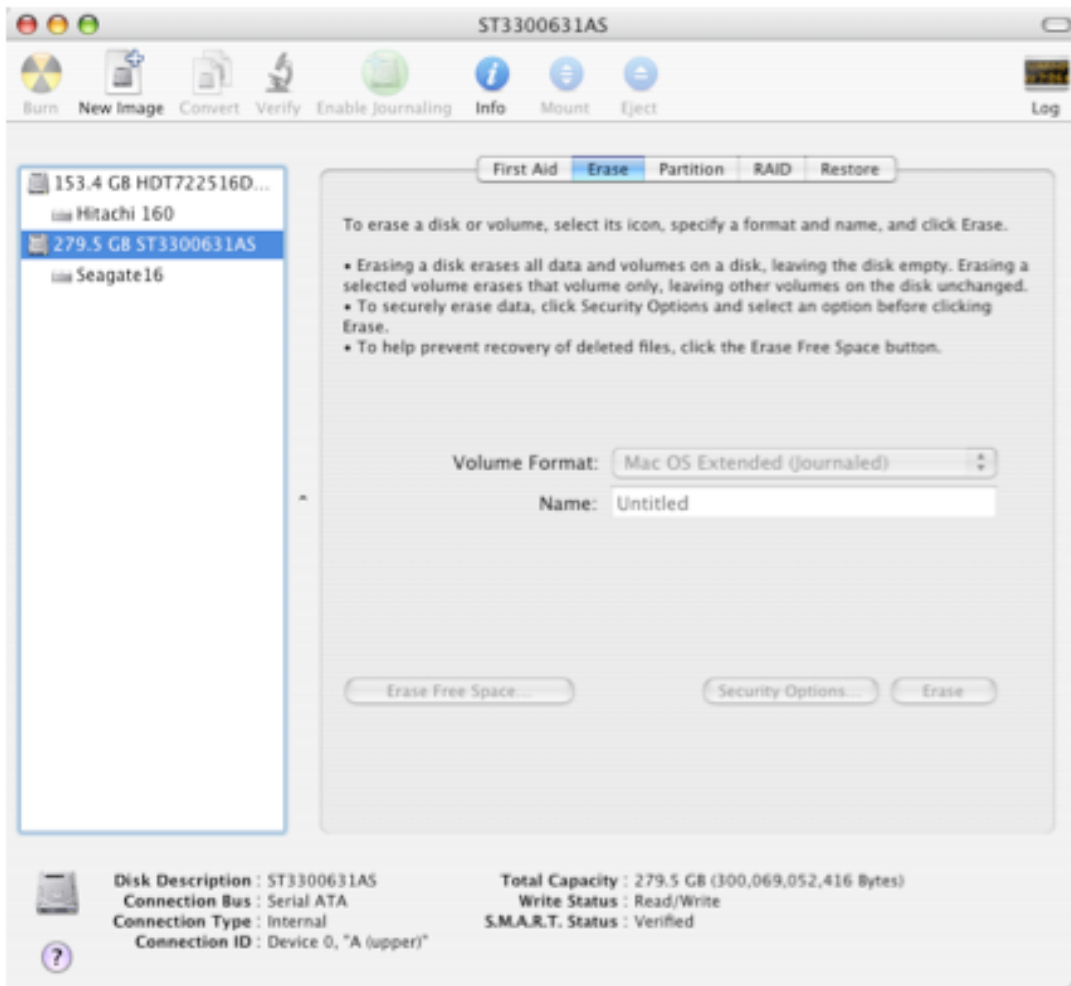 ST3300631AS
Burn New Image Convert Verify Enable Journaling Info Mount Eject Log
153.4 GB HDT722516D...
Hitachi 160
279.5 GB ST3300631AS
Seagate16
First Aid Erase Partition RAID Restore
To erase a disk or volume, select its icon, specify a format and name, and click Erase.
• Erasing a disk erases all data and volumes on a disk, leaving the disk empty. Erasing a
selected volume erases that volume only, leaving other volumes on the disk unchanged.
• To securely erase data, click Security Options and select an option before clicking
Erase.
• To help prevent recovery of deleted files, click the Erase Free Space button.
Volume Format: Mac OS Extended (Journaled)
Name: Untitled
Erase Free Space... Security Options... Erase
Disk Description : ST3300631AS
Connection Bus : Serial ATA
Connection Type : Internal
Connection ID : Device 0, "A (upper)"
Total Capacity : 279.5 GB (300,069,052,416 Bytes)
Write Status : Read/Write
S.M.A.R.T. Status : Verified
?